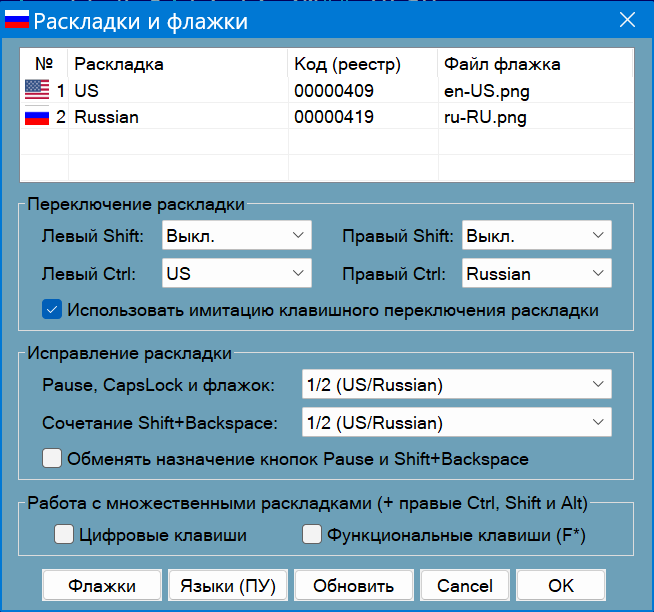 Раскладки и флажки
№ Раскладка Код (реестр) Файл флажка
1 US 00000409 en-US.png
2 Russian 00000419 ru-RU.png
Переключение раскладки
Левый Shift: Выкл. Правый Shift: Выкл.
Левый Ctrl: US Правый Ctrl: Russian
Использовать имитацию клавишного переключения раскладки
Исправление раскладки
Pause, CapsLock и флажок: 1/2 (US/Russian)
Сочетание Shift+Backspace: 1/2 (US/Russian)
Обменять назначение кнопок Pause и Shift+Backspace
Работа с множественными раскладками (+ правые Ctrl, Shift и Alt)
Цифровые клавиши Функциональные клавиши (F*)
Флажки Языки (ПУ) Обновить Cancel OK